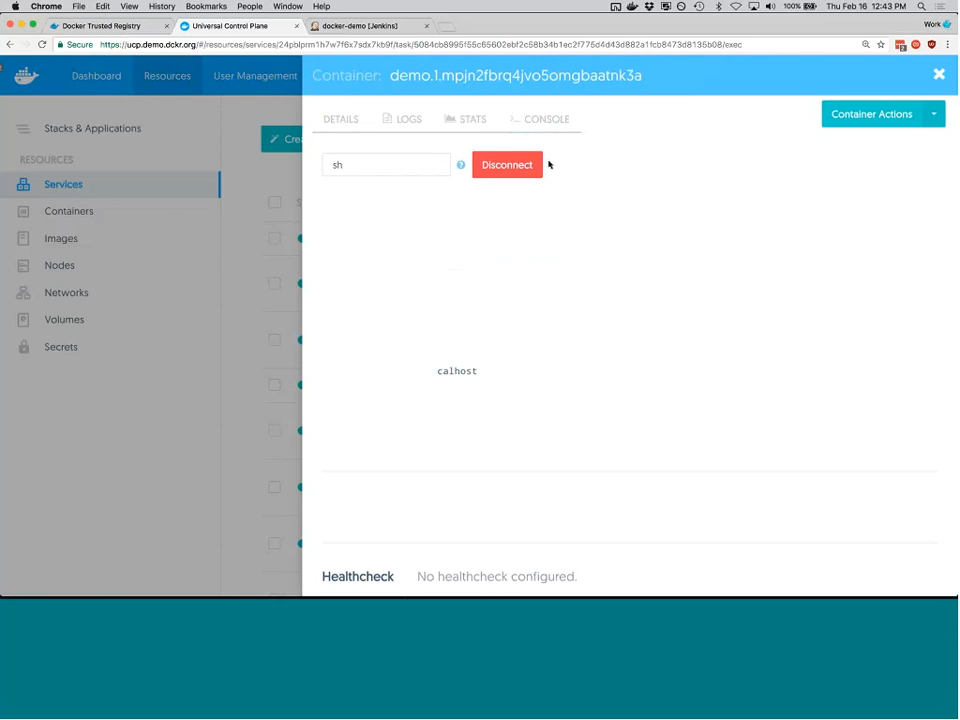 Chrome File Edit View History Bookmarks People Window Help 100% Thu Feb 16 12:43 PM
Docker Trusted Registry × Universal Control Plane × docker-demo [Jenkins] × Work
Secure https://ucp.demo.dckr.org/#/resources/services/24pblprm1h7w7f6x7sdx7kb9f/task/5084cb8995f55c65602ebf2c58b34b1ec2f775d4d43d882a1fcb8473d8135b08/exec
Dashboard Resources User Management Container: demo.1.mpjn2fbrq4jvo5omgbaatnk3a
DETAILS LOGS STATS CONSOLE Container Actions
Stacks & Applications
Crea
RESOURCES
sh ? Disconnect
Services
S
Containers
Images
Nodes
Networks
Volumes
Secrets
calhost
Healthcheck No healthcheck configured.